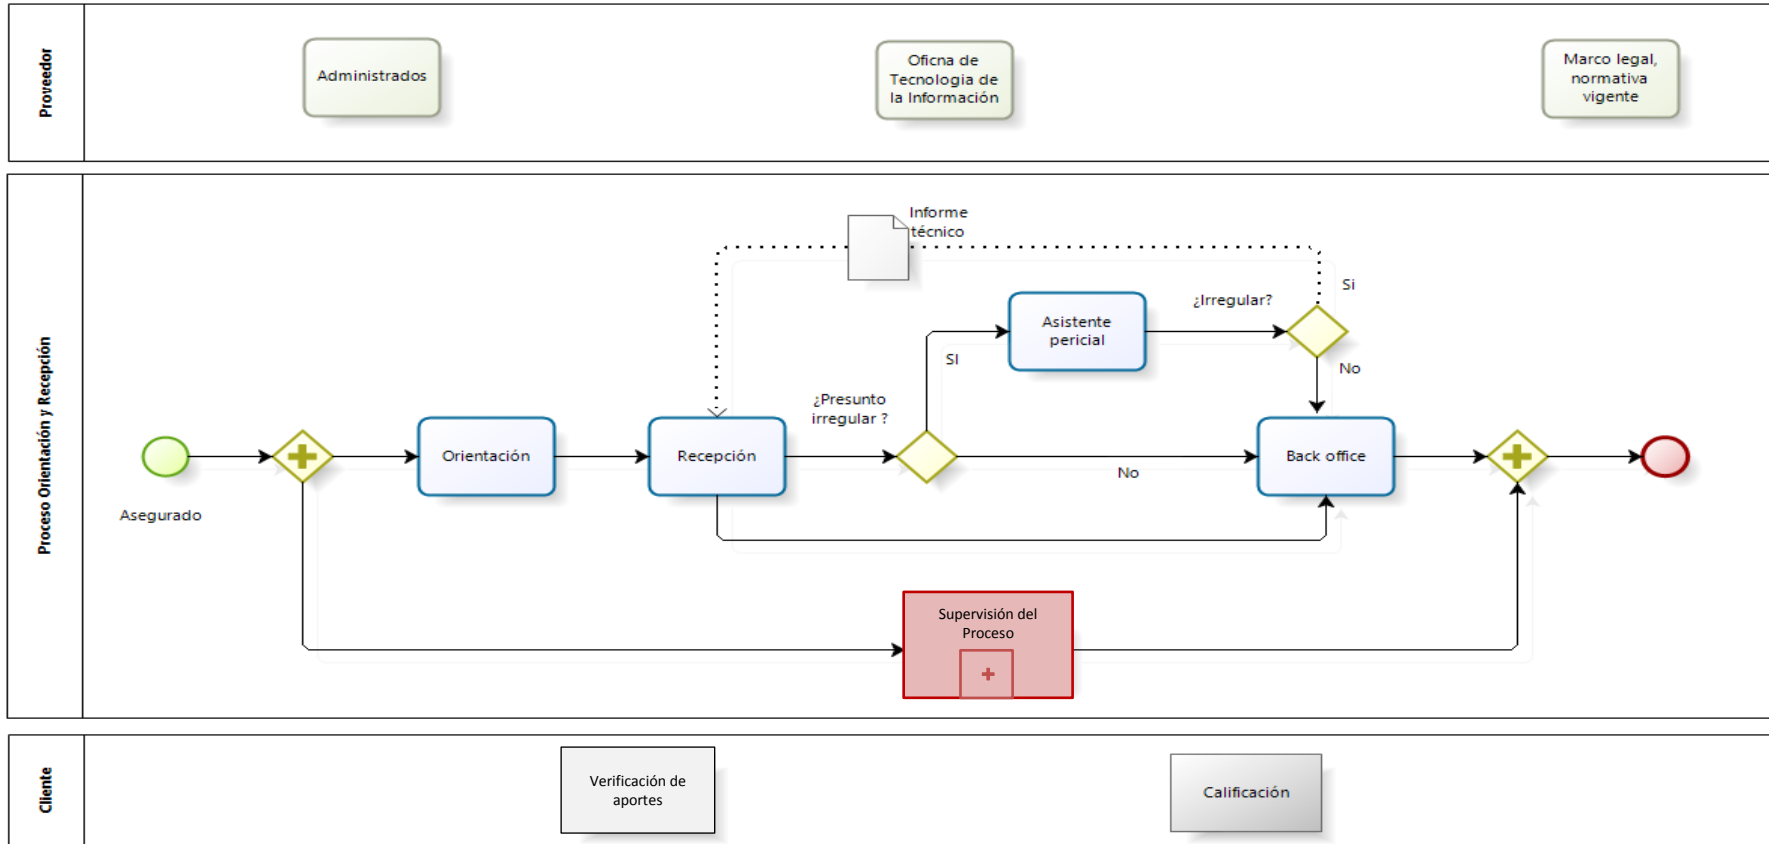 Proveedor
Administrados
Oficna de
Tecnologia de
la Información
Marco legal,
normativa
vigente
Proceso Orientación y Recepción
Informe
técnico
Si
¿Irregular?
Asistente
pericial
SI
No
¿Presunto
irregular ?
Orientación
Recepción
No
Back office
Asegurado
Supervisión del
Proceso
Cliente
Verificación de
aportes
Calificación